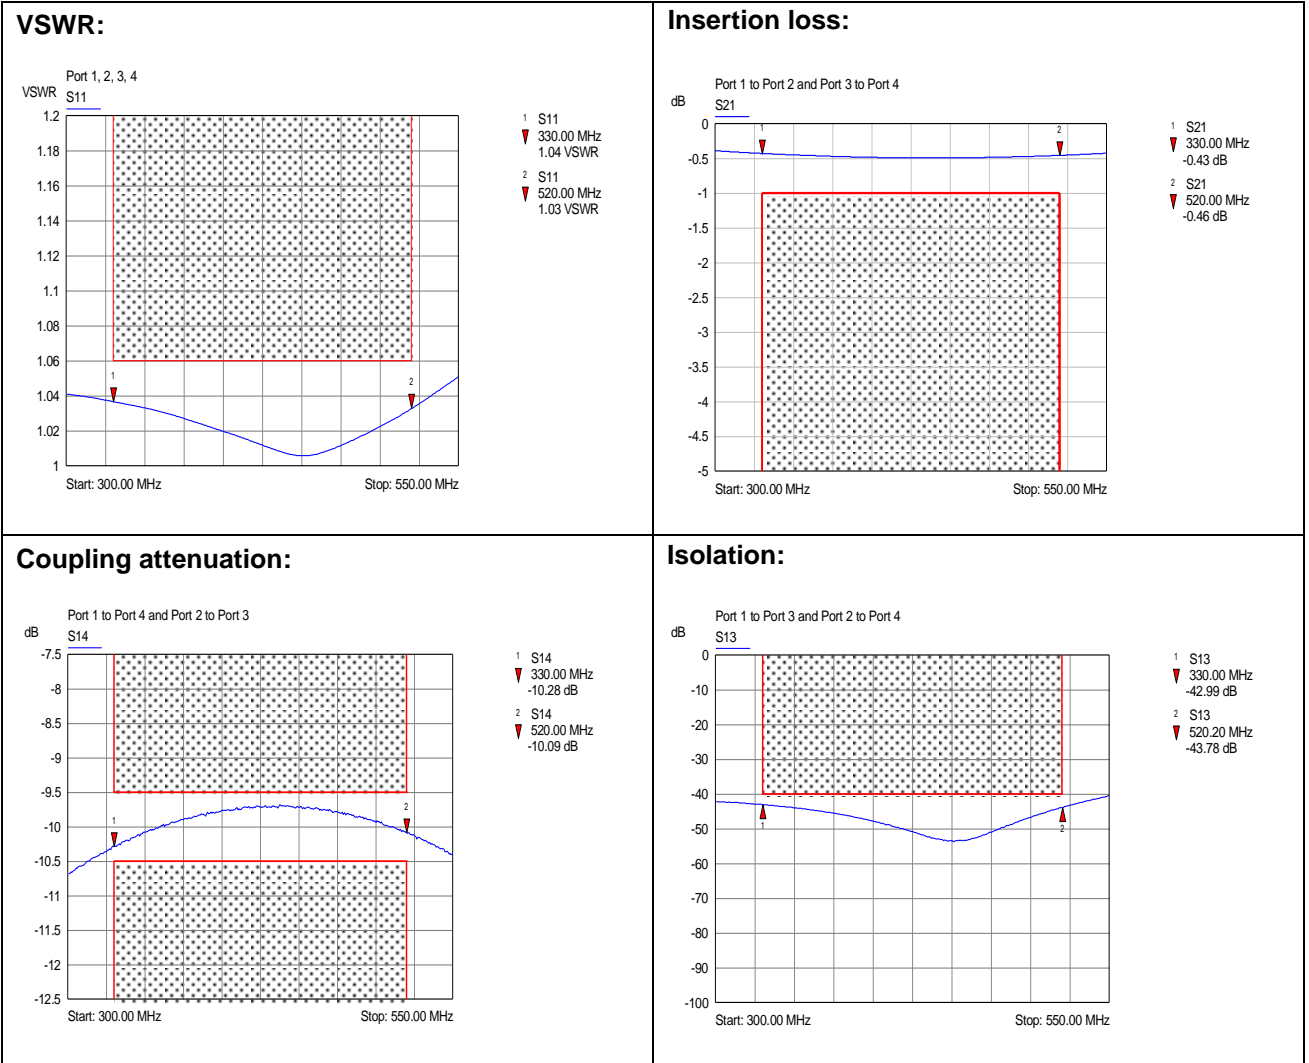 VSWR:
Port 1, 2, 3, 4
VSWR
S11
1.2
1.18
1.16
1.14
1.12
1.1
1.08
1.06
1.04
1.02
1
1
2
Start: 300.00 MHz Stop: 550.00 MHz
1 S11
330.00 MHz
1.04 VSWR
2 S11
520.00 MHz
1.03 VSWR
Insertion loss:
Port 1 to Port 2 and Port 3 to Port 4
dB
S21
0
-0.5
-1
-1.5
-2
-2.5
-3
-3.5
-4
-4.5
-5
1
2
Start: 300.00 MHz Stop: 550.00 MHz
1 S21
330.00 MHz
-0.43 dB
2 S21
520.00 MHz
-0.46 dB
Coupling attenuation:
Port 1 to Port 4 and Port 2 to Port 3
dB
S14
-7.5
-8
-8.5
-9
-9.5
-10
-10.5
-11
-11.5
-12
-12.5
1
2
Start: 300.00 MHz Stop: 550.00 MHz
1 S14
330.00 MHz
-10.28 dB
2 S14
520.00 MHz
-10.09 dB
Isolation:
Port 1 to Port 3 and Port 2 to Port 4
dB
S13
0
-10
-20
-30
-40
-50
-60
-70
-80
-90
-100
1
2
Start: 300.00 MHz Stop: 550.00 MHz
1 S13
330.00 MHz
-42.99 dB
2 S13
520.20 MHz
-43.78 dB